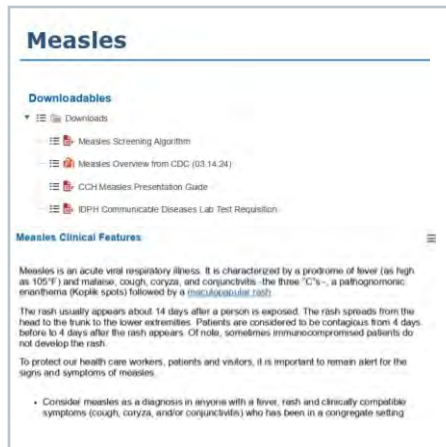 Measles
Downloadables
Downloads
Measles Screening Algorithm
Measles Overview from CDC (03.14.24)
CCH Measles Presentation Guide
IDPH Communicable Diseases Lab Test Requisition
Measles Clinical Features
Measles is an acute viral respiratory illness. It is characterized by a prodrome of fever (as high
as 105°F) and malaise, cough, coryza, and conjunctivitis -the three "C"s -, a pathognomonic
enanthema (Koplik spots) followed by a maculopapular rash.
The rash usually appears about 14 days after a person is exposed. The rash spreads from the
head to the trunk to the lower extremities. Patients are considered to be contagious from 4 days
before to 4 days after the rash appears. Of note, sometimes immunocompromised patients do
not develop the rash.
To protect our health care workers, patients and visitors, it is important to remain alert for the
signs and symptoms of measles.
• Consider measles as a diagnosis in anyone with a fever, rash and clinically compatible
symptoms (cough, coryza, and/or conjunctivitis) who has been in a congregate setting